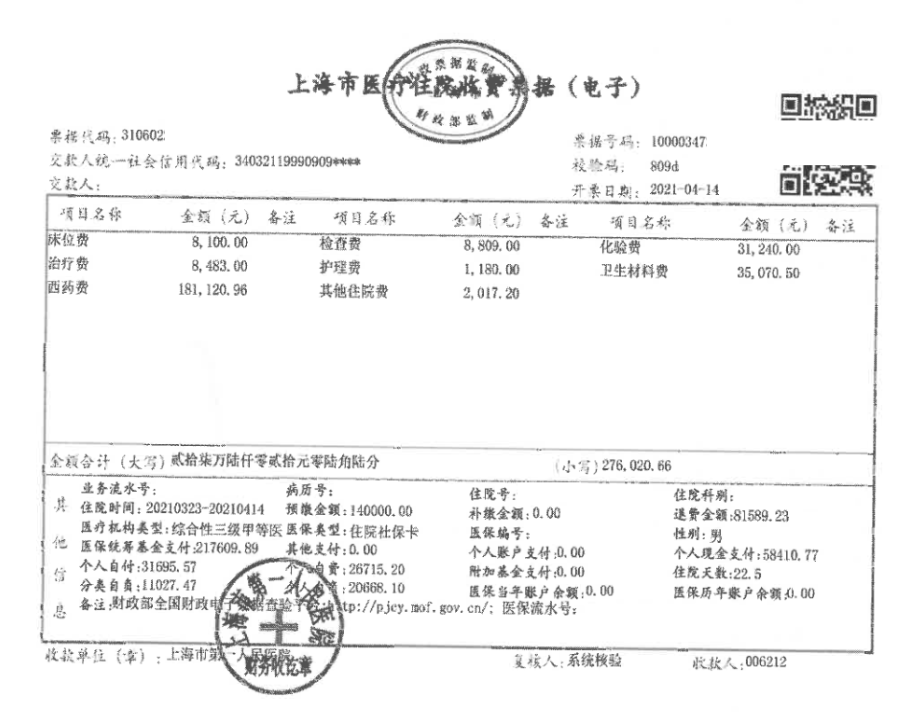 上海市医疗住院收费票据（电子）
票据代码：310602
票据号码：10000347
交款人统一社会信用代码：34032119990909****
校验码：809d
交款人：
开票日期：2021-04-14
项目名称 金额（元） 备注 项目名称 金额（元） 备注 项目名称 金额（元） 备注
床位费 8,100.00 检查费 8,809.00 化验费 31,240.00
治疗费 8,483.00 护理费 1,180.00 卫生材料费 35,070.50
西药费 181,120.96 其他住院费 2,017.20
金额合计（大写）贰拾柒万陆仟零贰拾元零陆角陆分 （小写）276,020.66
其他信息
业务流水号： 病历号： 住院号： 住院科别：
住院时间：20210323-20210414 预缴金额：140000.00 补缴金额：0.00 退费金额：81589.23
医疗机构类型：综合性三级甲等医 医保类型：住院社保卡 医保编号： 性别：男
医保统筹基金支付：217609.89 其他支付：0.00 个人账户支付：0.00 个人现金支付：58410.77
个人自付：31695.57 个人自费：26715.20 附加基金支付：0.00 住院天数：22.5
分类自负：11027.47 ：20668.10 医保当年账户余额：0.00 医保历年账户余额：0.00
备注：财政部全国财政电子票据查验平台：http://pjcy.mof.gov.cn/；医保流水号：
收款单位（章）：上海市第一人民医院 复核人：系统核验 收款人：006212
财政部监制
上海市第一人民医院
财务收讫章